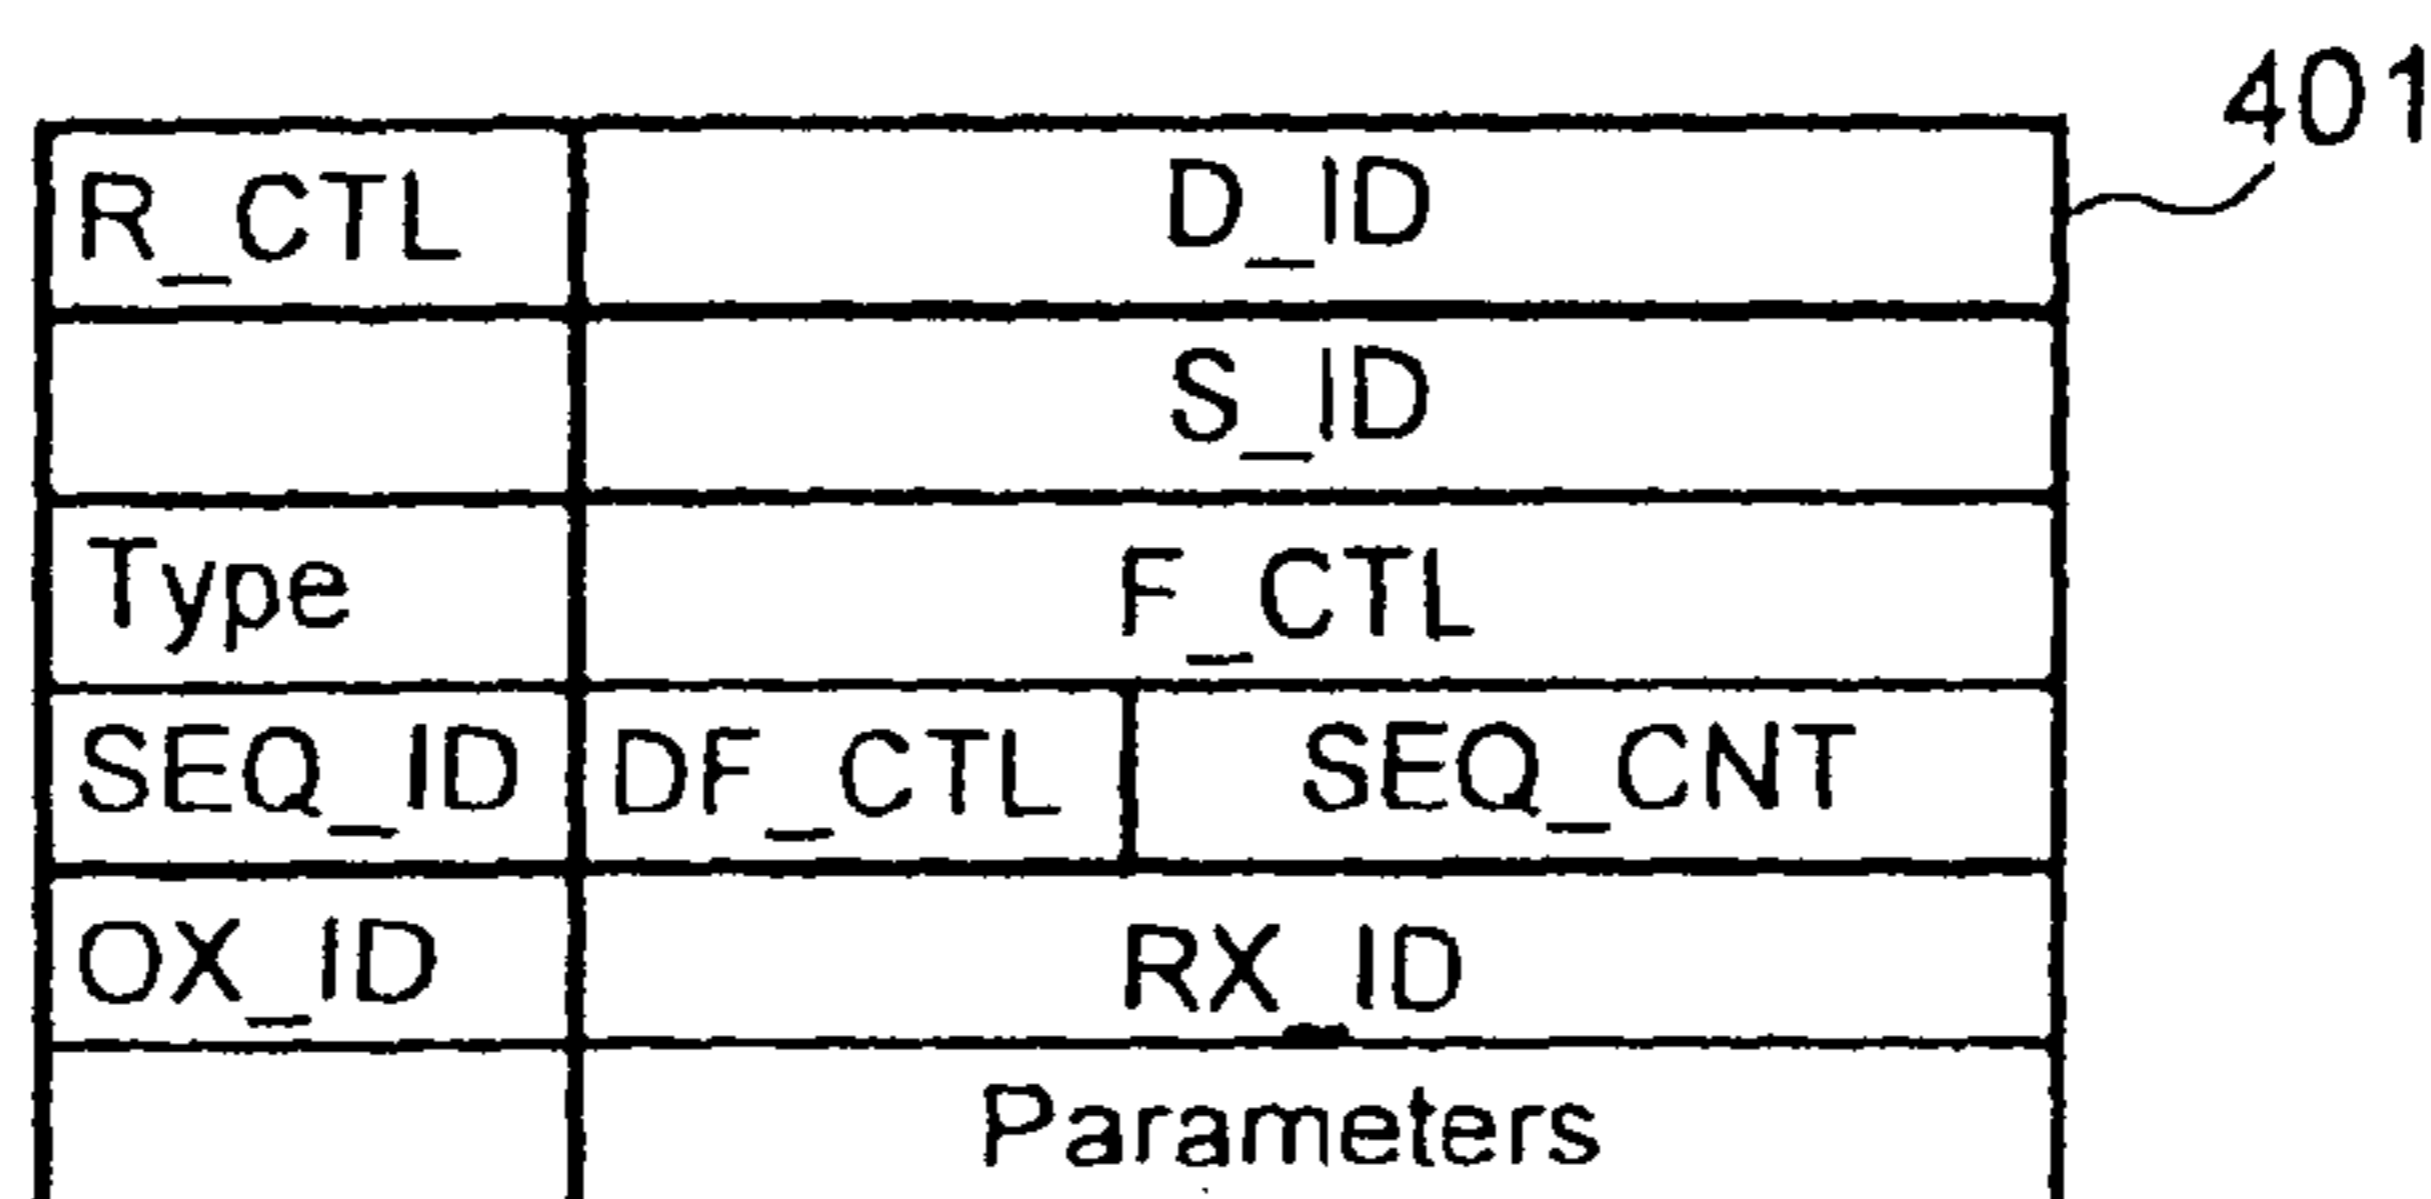 401
R_CTL D_ID
S_ID
Type F_CTL
SEQ_ID DF_CTL SEQ_CNT
OX_ID RX_ID
Parameters